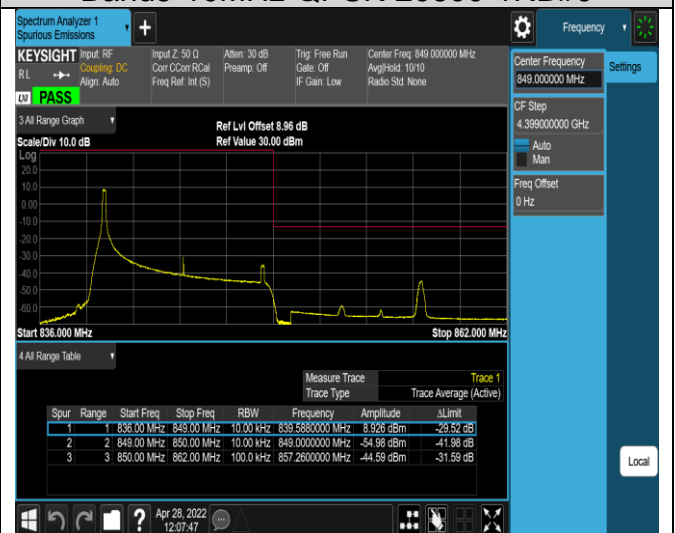 Spectrum Analyzer 1
Spurious Emissions
Frequency
KEYSIGHT Input: RF Input Z: 50 Ω Atten: 30 dB Trig: Free Run Center Freq: 849.000000 MHz
RL Coupling: DC Corr CCorr RCal Preamp: Off Gate: Off Avg|Hold: 10/10
Align: Auto Freq Ref: Int (S) IF Gain: Low Radio Std: None
LXI PASS
Center Frequency
849.000000 MHz
Settings
CF Step
4.399000000 GHz
Auto
Man
Freq Offset
0 Hz
3 All Range Graph
Ref Lvl Offset 8.96 dB
Scale/Div 10.0 dB Ref Value 30.00 dBm
Log
20.0
10.0
0.00
-10.0
-20.0
-30.0
-40.0
-50.0
-60.0
Start 836.000 MHz Stop 862.000 MHz
4 All Range Table
Measure Trace Trace 1
Trace Type Trace Average (Active)
Spur Range Start Freq Stop Freq RBW Frequency Amplitude ΔLimit
1 1 836.00 MHz 849.00 MHz 10.00 kHz 839.5880000 MHz 8.926 dBm -29.52 dB
2 2 849.00 MHz 850.00 MHz 10.00 kHz 849.0000000 MHz -54.98 dBm -41.98 dB
3 3 850.00 MHz 862.00 MHz 100.0 kHz 857.2600000 MHz -44.59 dBm -31.59 dB
Local
Apr 28, 2022
12:07:47